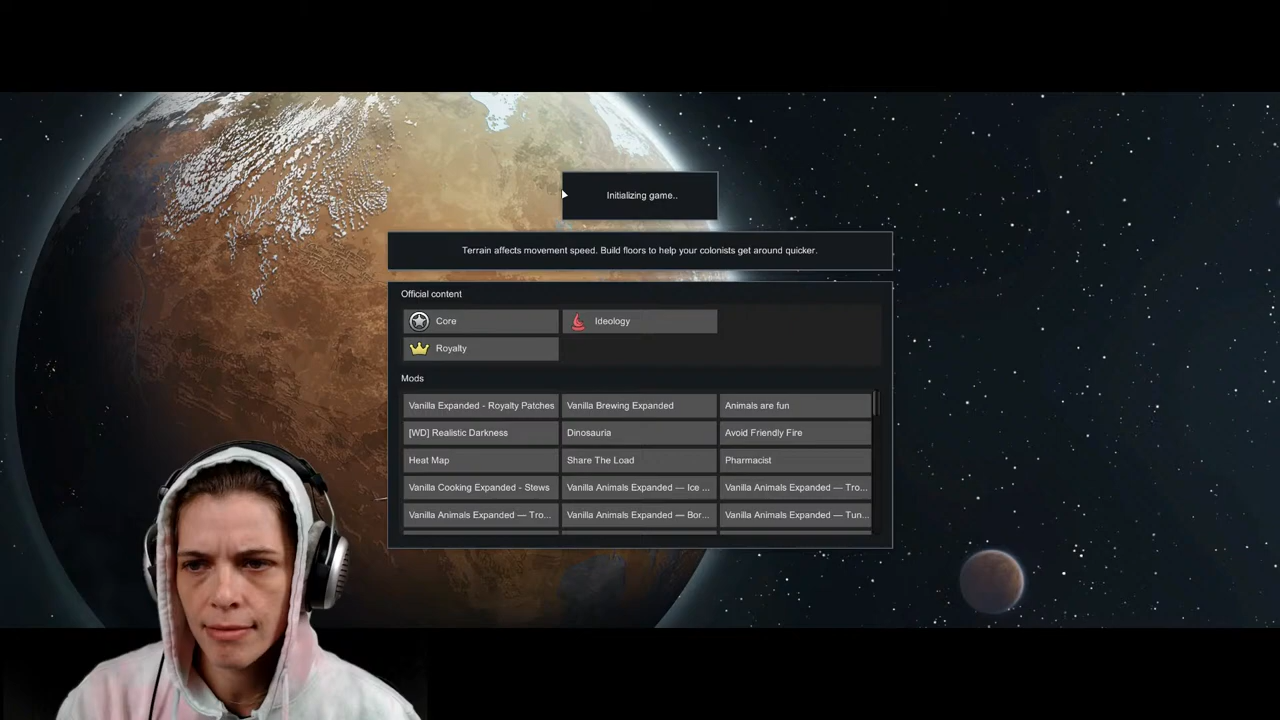 Initializing game..
Terrain affects movement speed. Build floors to help your colonists get around quicker.
Official content
Core
Ideology
Royalty
Mods
Vanilla Expanded - Royalty Patches
Vanilla Brewing Expanded
Animals are fun
[WD] Realistic Darkness
Dinosauria
Avoid Friendly Fire
Heat Map
Share The Load
Pharmacist
Vanilla Cooking Expanded - Stews
Vanilla Animals Expanded — Ice ...
Vanilla Animals Expanded — Tro...
Vanilla Animals Expanded — Tro...
Vanilla Animals Expanded — Bor...
Vanilla Animals Expanded — Tun...